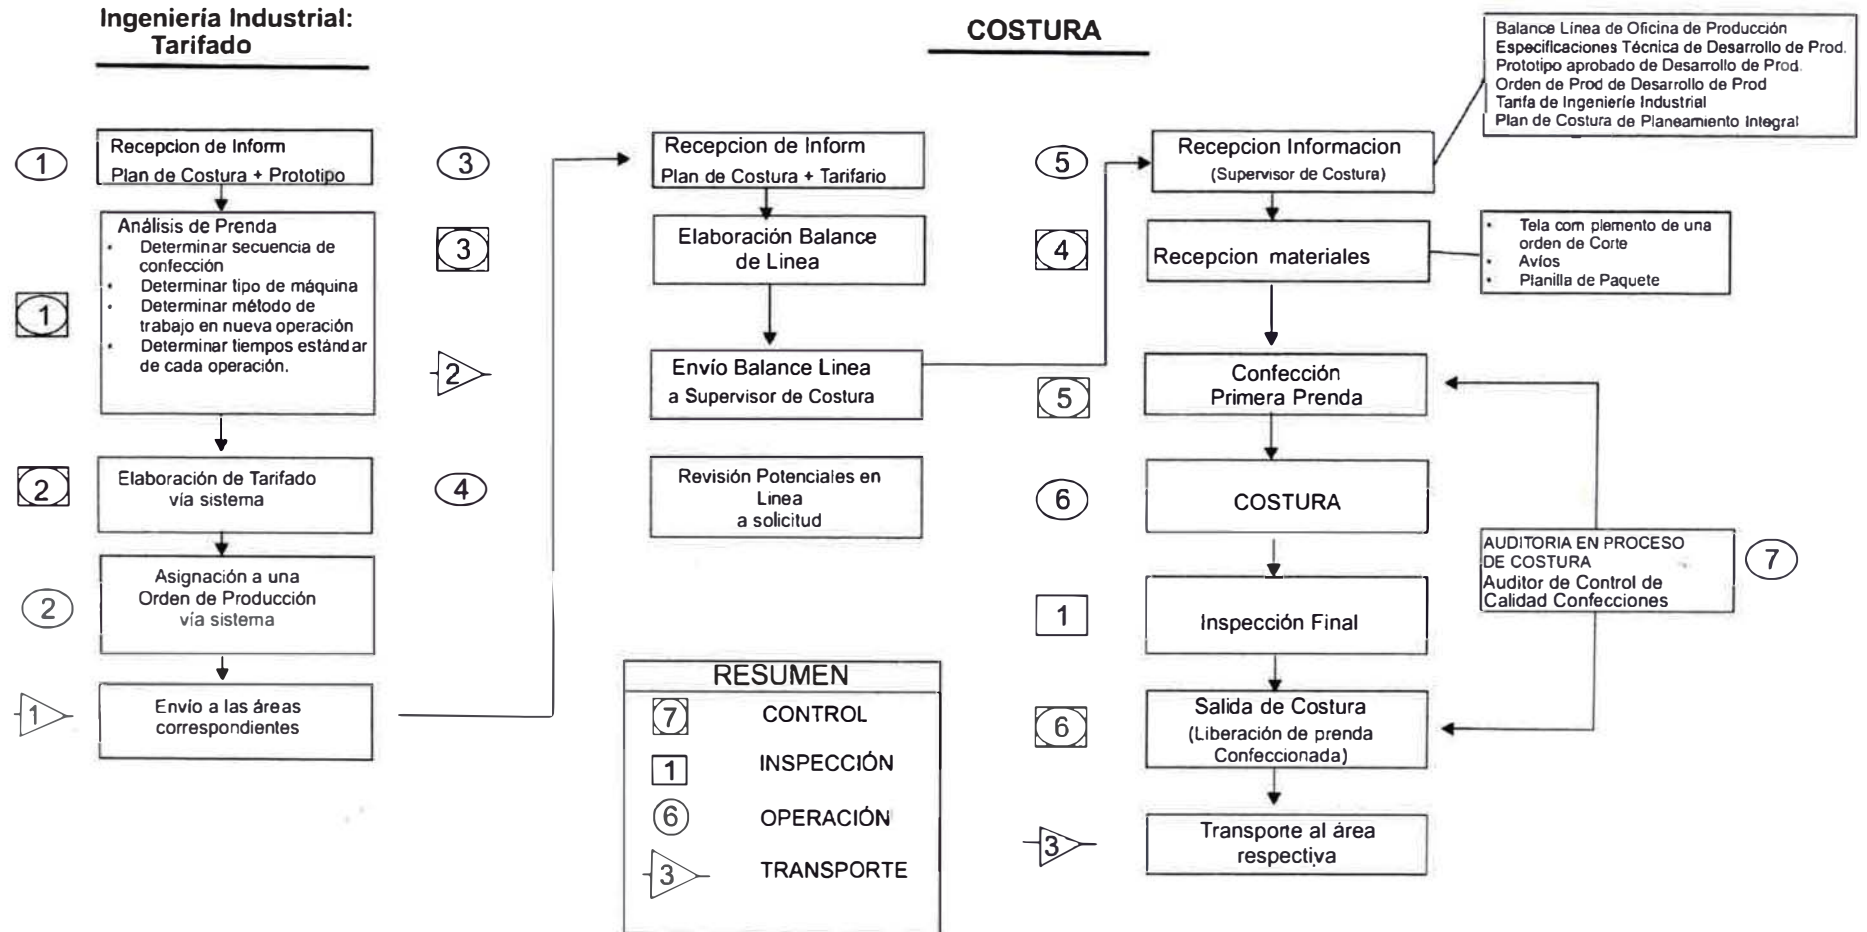 Ingeniería Industrial:
Tarifado
1
Recepcion de Inform
Plan de Costura + Prototipo
1
Análisis de Prenda
• Determinar secuencia de
confección
• Determinar tipo de máquina
• Determinar método de
trabajo en nueva operación
• Determinar tiempos estándar
de cada operación.
2
Elaboración de Tarifado
vía sistema
2
Asignación a una
Orden de Producción
vía sistema
1
Envío a las áreas
correspondientes
COSTURA
3
Recepcion de Inform
Plan de Costura + Tarifario
3
Elaboración Balance
de Linea
2
Envío Balance Linea
a Supervisor de Costura
4
Revisión Potenciales en
Linea
a solicitud
RESUMEN
7 CONTROL
1 INSPECCIÓN
6 OPERACIÓN
3 TRANSPORTE
5
Recepcion Informacion
(Supervisor de Costura)
Balance Linea de Oficina de Producción
Especificaciones Técnica de Desarrollo de Prod.
Prototipo aprobado de Desarrollo de Prod.
Orden de Prod de Desarrollo de Prod
Tarifa de Ingenierie Industrial
Plan de Costura de Planeamiento Integral
4
Recepcion materiales
• Tela com plemento de una
orden de Corte
• Avíos
• Planilla de Paquete
5
Confección
Primera Prenda
6
COSTURA
1
Inspección Final
6
Salida de Costura
(Liberación de prenda
Confeccionada)
3
Transporte al área
respectiva
AUDITORIA EN PROCESO
DE COSTURA
Auditor de Control de
Calidad Confecciones
7